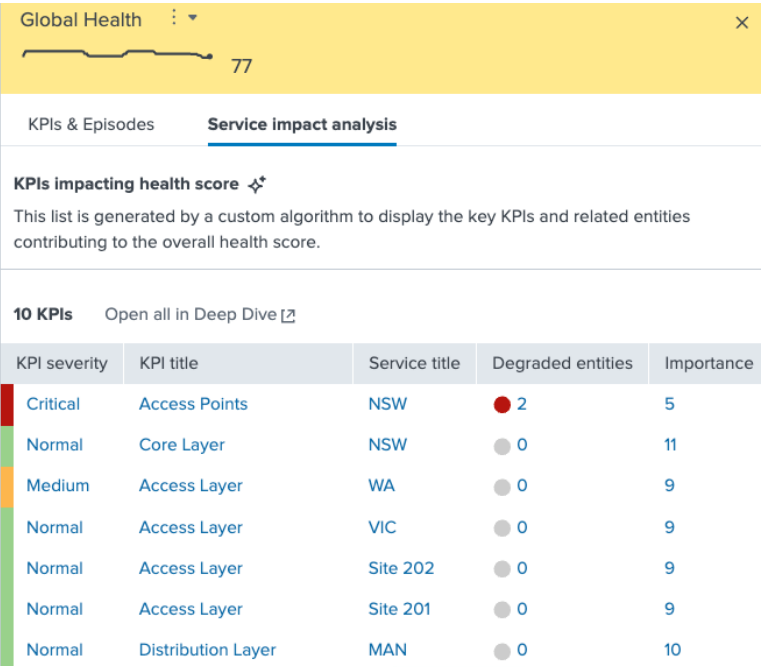 Global Health
77
KPIs & Episodes Service impact analysis
KPIs impacting health score
This list is generated by a custom algorithm to display the key KPIs and related entities
contributing to the overall health score.
10 KPIs Open all in Deep Dive
KPI severity KPI title Service title Degraded entities Importance
Critical Access Points NSW 2 5
Normal Core Layer NSW 0 11
Medium Access Layer WA 0 9
Normal Access Layer VIC 0 9
Normal Access Layer Site 202 0 9
Normal Access Layer Site 201 0 9
Normal Distribution Layer MAN 0 10